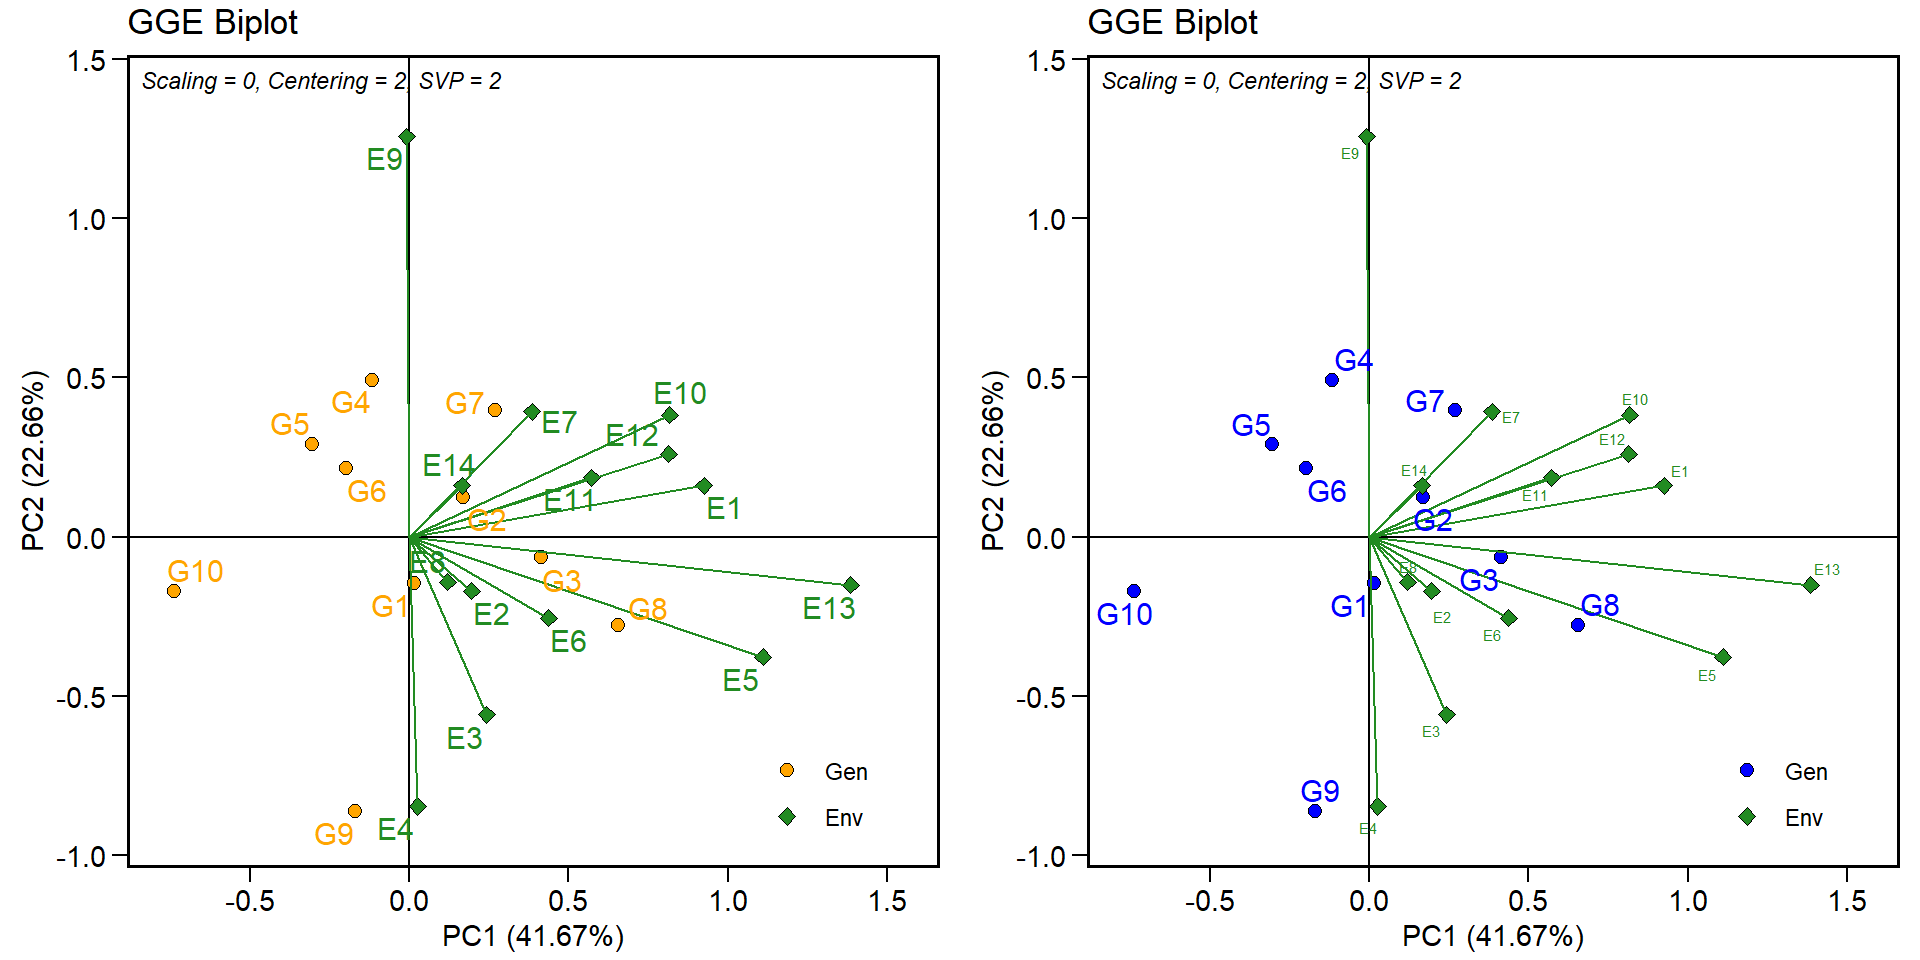 GGE Biplot
Scaling = 0, Centering = 2, SVP = 2
1.5
1.0
0.5
0.0
-0.5
-1.0
PC2 (22.66%)
E9
G4
G5
G6
G7
E7
E10
E12
E14
E11
G2
E1
E8
G10
G1
G3
E2
G8
E13
E6
E5
E3
G9
E4
Gen
Env
-0.5
0.0
0.5
1.0
1.5
PC1 (41.67%)
GGE Biplot
Scaling = 0, Centering = 2, SVP = 2
1.5
1.0
0.5
0.0
-0.5
-1.0
PC2 (22.66%)
E9
G4
G7
G5
E7
E10
E12
E14
E1
G6
E11
G2
E8
E13
G3
G1
G10
G8
E2
E6
E5
E3
G9
E4
Gen
Env
-0.5
0.0
0.5
1.0
1.5
PC1 (41.67%)